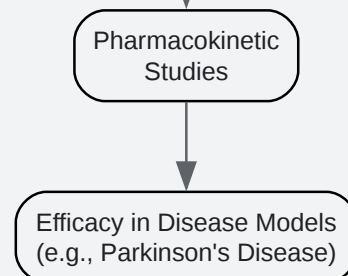 Pharmacokinetic
Studies
Efficacy in Disease Models
(e.g., Parkinson's Disease)